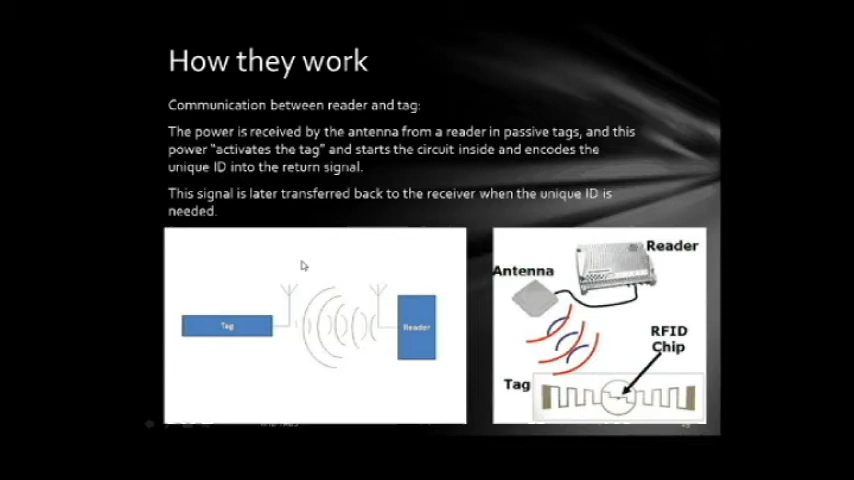 How they work
Communication between reader and tag:
The power is received by the antenna from a reader in passive tags, and this
power “activates the tag” and starts the circuit inside and encodes the
unique ID into the return signal.
This signal is later transferred back to the receiver when the unique ID is
needed.
Tag
Reader
Reader
Antenna
RFID
Chip
Tag